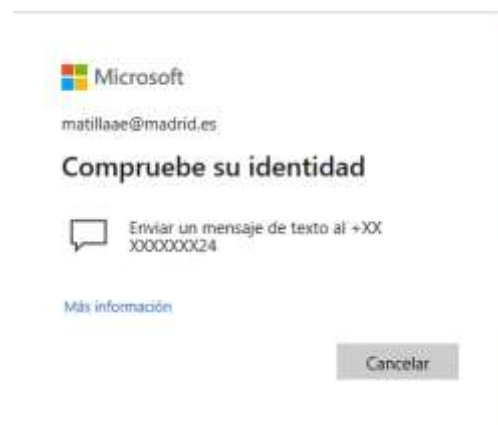 Microsoft
matillaae@madrid.es
Compruebe su identidad
Enviar un mensaje de texto al +XX
XXXXXXX24
Más información
Cancelar